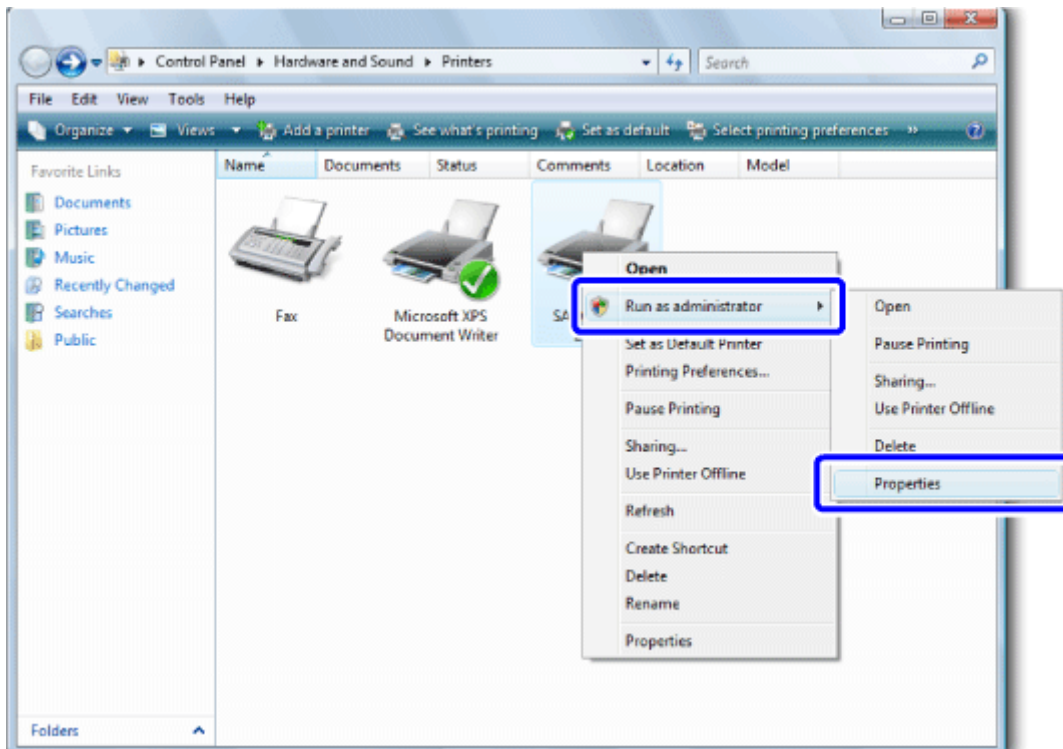 Control Panel ▸ Hardware and Sound ▸ Printers
Search
File Edit View Tools Help
Organize Views Add a printer See what's printing Set as default Select printing preferences »
Favorite Links
Documents
Pictures
Music
Recently Changed
Searches
Public
Folders
Name Documents Status Comments Location Model
Fax
Microsoft XPS
Document Writer
Open
Run as administrator
Set as Default Printer
Printing Preferences...
Pause Printing
Sharing...
Use Printer Offline
Refresh
Create Shortcut
Delete
Rename
Properties
Open
Pause Printing
Sharing...
Use Printer Offline
Delete
Properties